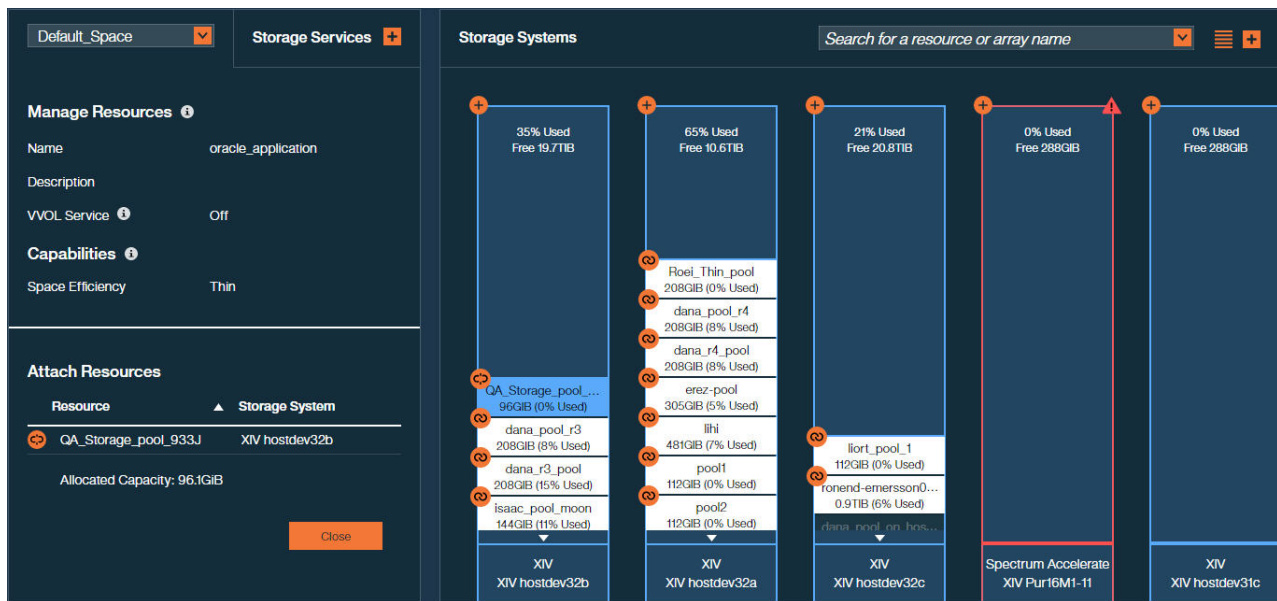 Default_Space
Storage Services
Storage Systems
Search for a resource or array name
Manage Resources
Name oracle_application
Description
VVOL Service Off
Capabilities
Space Efficiency Thin
Attach Resources
Resource Storage System
QA_Storage_pool_933J XIV hostdev32b
Allocated Capacity: 96.1GiB
Close
35% Used
Free 19.7TIB
QA_Storage_pool_...
96GIB (0% Used)
dana_pool_r3
208GIB (8% Used)
dana_r3_pool
208GIB (15% Used)
isaac_pool_moon
144GIB (11% Used)
XIV
XIV hostdev32b
65% Used
Free 10.6TIB
Roei_Thin_pool
208GIB (0% Used)
dana_pool_r4
208GIB (8% Used)
dana_r4_pool
208GIB (8% Used)
erez-pool
305GIB (5% Used)
lihi
481GIB (7% Used)
pool1
112GIB (0% Used)
pool2
112GIB (0% Used)
XIV
XIV hostdev32a
21% Used
Free 20.8TIB
liort_pool_1
112GIB (0% Used)
ronend-emersson0...
0.9TIB (6% Used)
dana_pool_on_hos...
XIV
XIV hostdev32c
0% Used
Free 288GIB
Spectrum Accelerate
XIV Pur16M1-11
0% Used
Free 288GIB
XIV
XIV hostdev31c